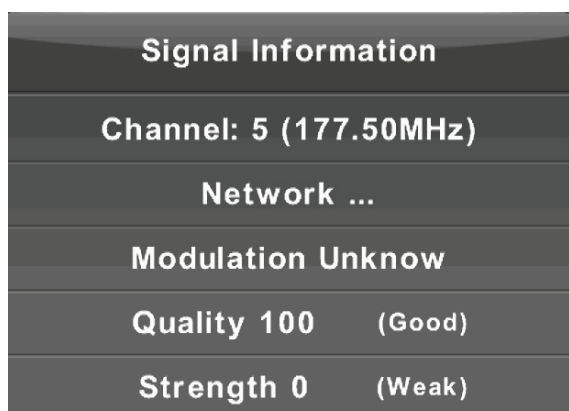 Signal Information
Channel: 5 (177.50MHz)
Network ...
Modulation Unknow
Quality 100 (Good)
Strength 0 (Weak)